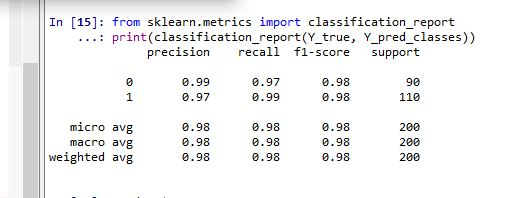 In [15]: from sklearn.metrics import classification_report
...: print(classification_report(Y_true, Y_pred_classes))
precision recall f1-score support
0 0.99 0.97 0.98 90
1 0.97 0.99 0.98 110
micro avg 0.98 0.98 0.98 200
macro avg 0.98 0.98 0.98 200
weighted avg 0.98 0.98 0.98 200